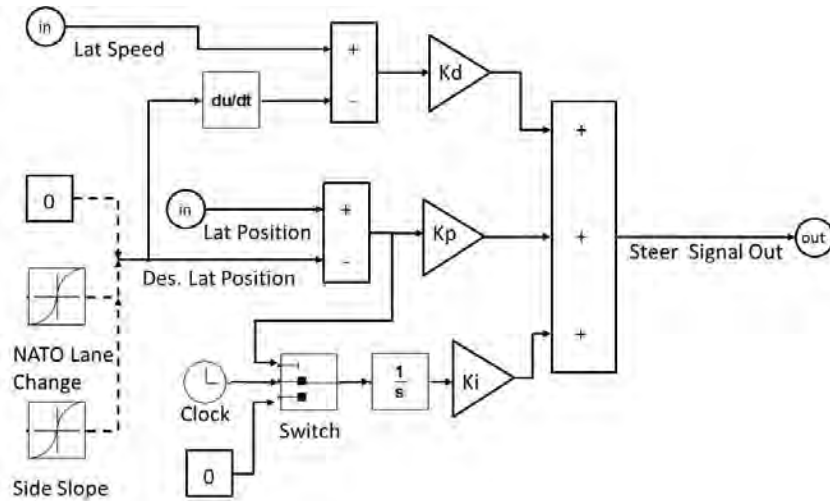 in
Lat Speed
+
-
Kd
du/dt
+
0
in
+
Lat Position
-
Kp
+
out
Des. Lat Position
Steer Signal Out
NATO Lane
Change
+
Clock
1
s
Ki
Switch
0
Side Slope